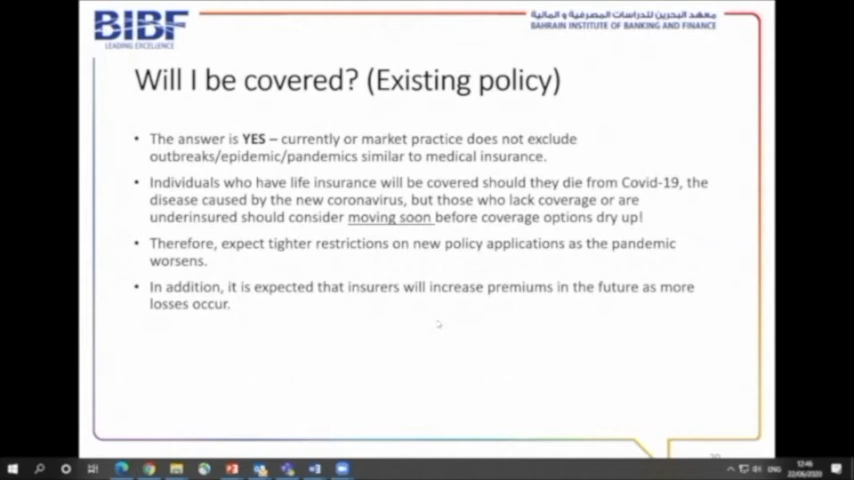 BIBF
LEADING EXCELLENCE
معهد البحرين للدراسات المصرفية و المالية
BAHRAIN INSTITUTE OF BANKING AND FINANCE
Will I be covered? (Existing policy)
• The answer is YES – currently or market practice does not exclude
outbreaks/epidemic/pandemics similar to medical insurance.
• Individuals who have life insurance will be covered should they die from Covid-19, the
disease caused by the new coronavirus, but those who lack coverage or are
underinsured should consider moving soon before coverage options dry up!
• Therefore, expect tighter restrictions on new policy applications as the pandemic
worsens.
• In addition, it is expected that insurers will increase premiums in the future as more
losses occur.
ENG
12:46
22/06/2020